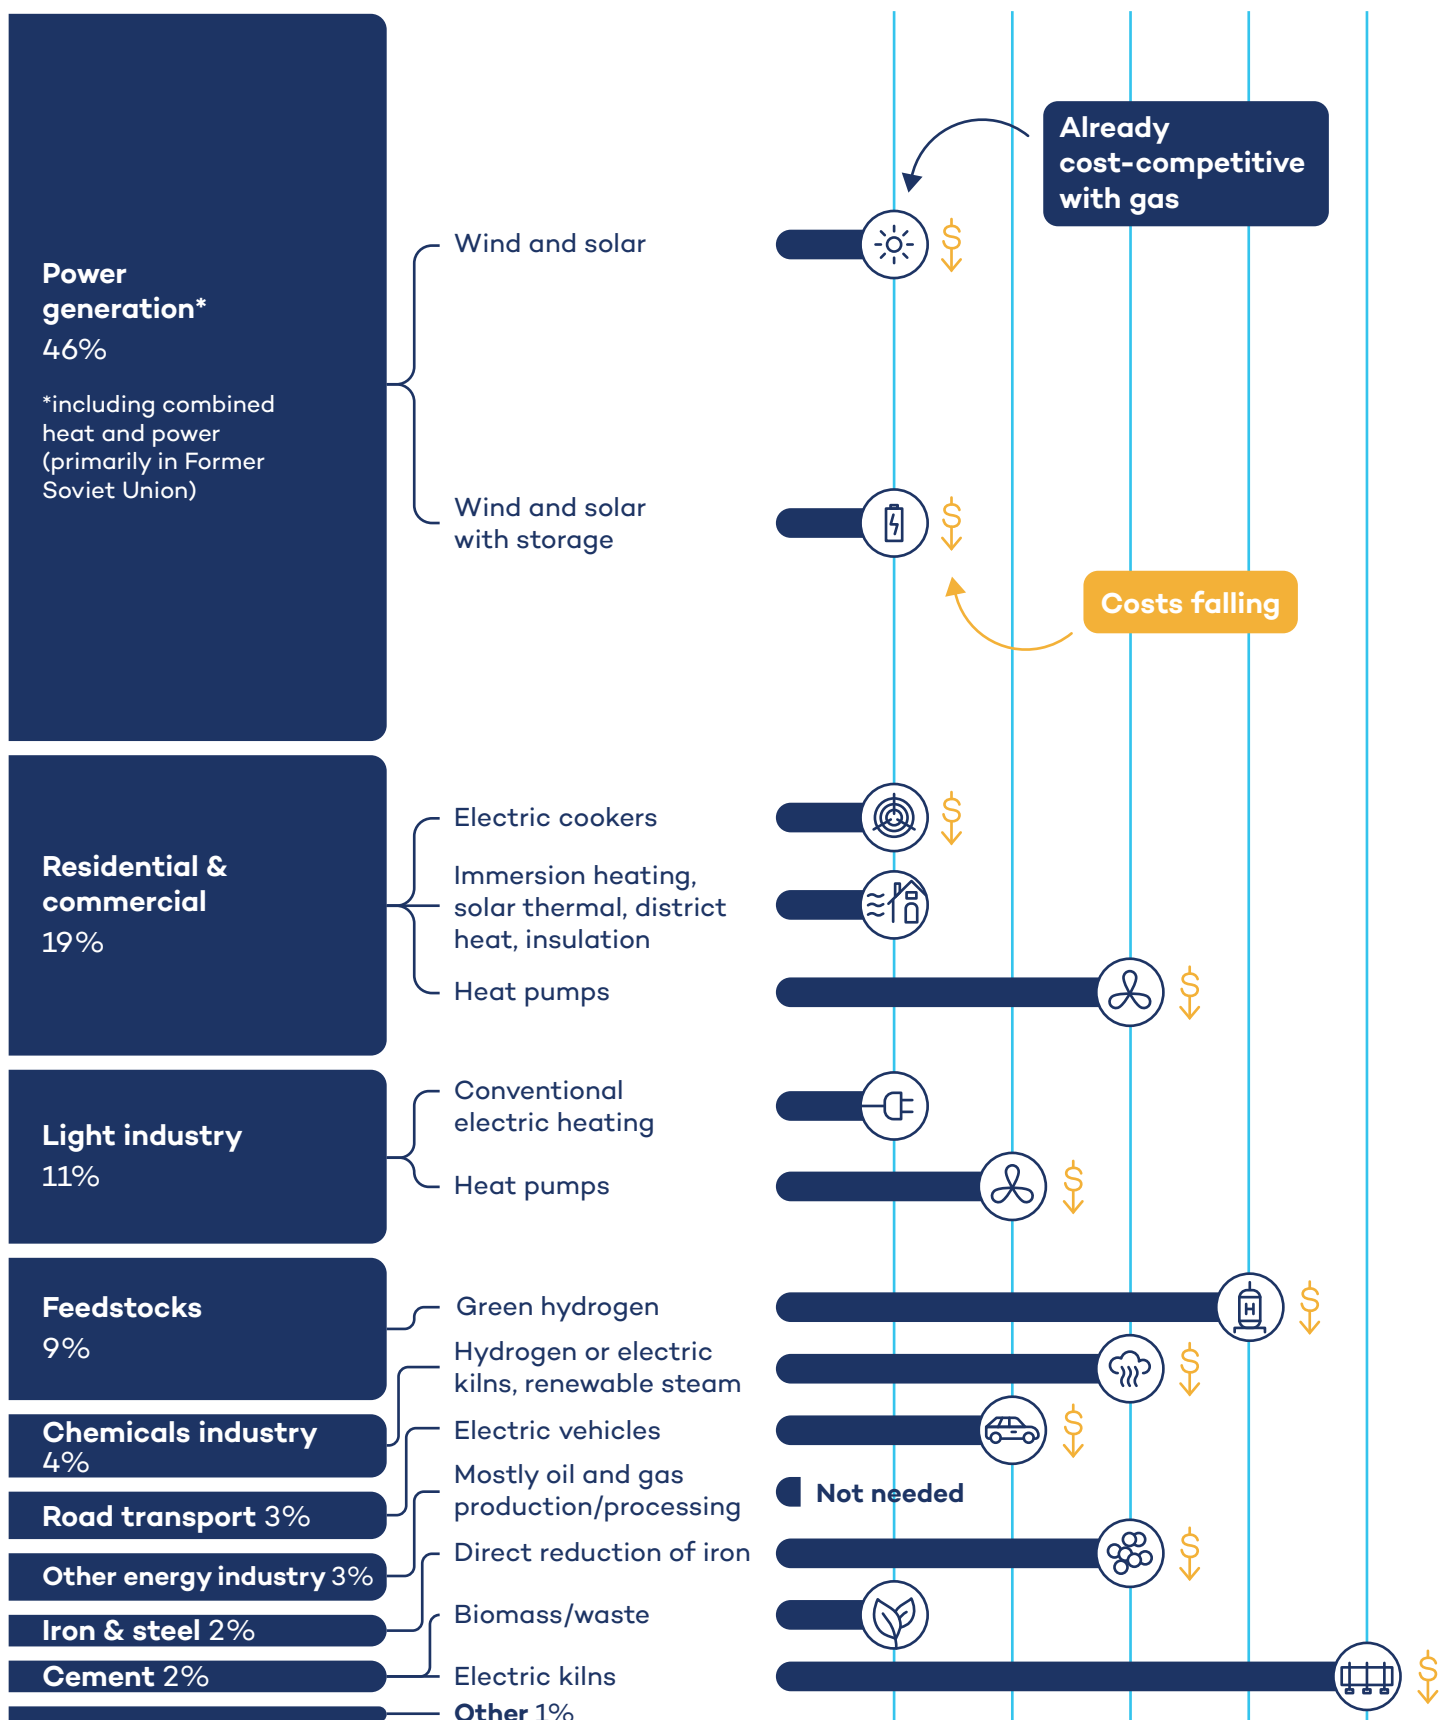 Already
cost-competitive
with gas
Power
generation*
46%
*including combined
heat and power
(primarily in Former
Soviet Union)
Wind and solar
$
Wind and solar
with storage
$
Costs falling
Residential &
commercial
19%
Electric cookers
$
Immersion heating,
solar thermal, district
heat, insulation
Heat pumps
$
Light industry
11%
Conventional
electric heating
Heat pumps
$
Feedstocks
9%
Green hydrogen
H
$
Chemicals industry
4%
Hydrogen or electric
kilns, renewable steam
$
Road transport 3%
Electric vehicles
$
Other energy industry 3%
Mostly oil and gas
production/processing
Not needed
Iron & steel 2%
Direct reduction of iron
$
Cement 2%
Biomass/waste
Electric kilns
$
Other 1%